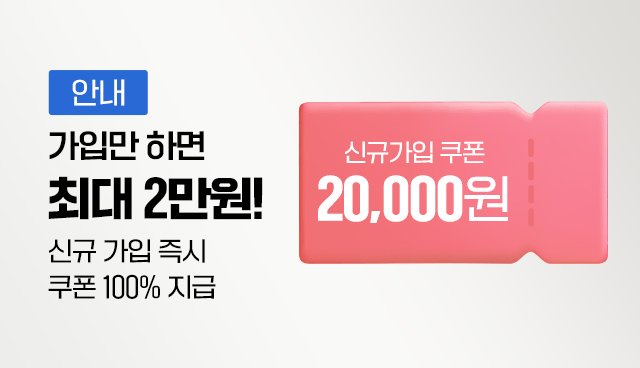 안내
가입만 하면
최대 2만원!
신규 가입 즉시
쿠폰 100% 지급
신규가입 쿠폰
20,000원